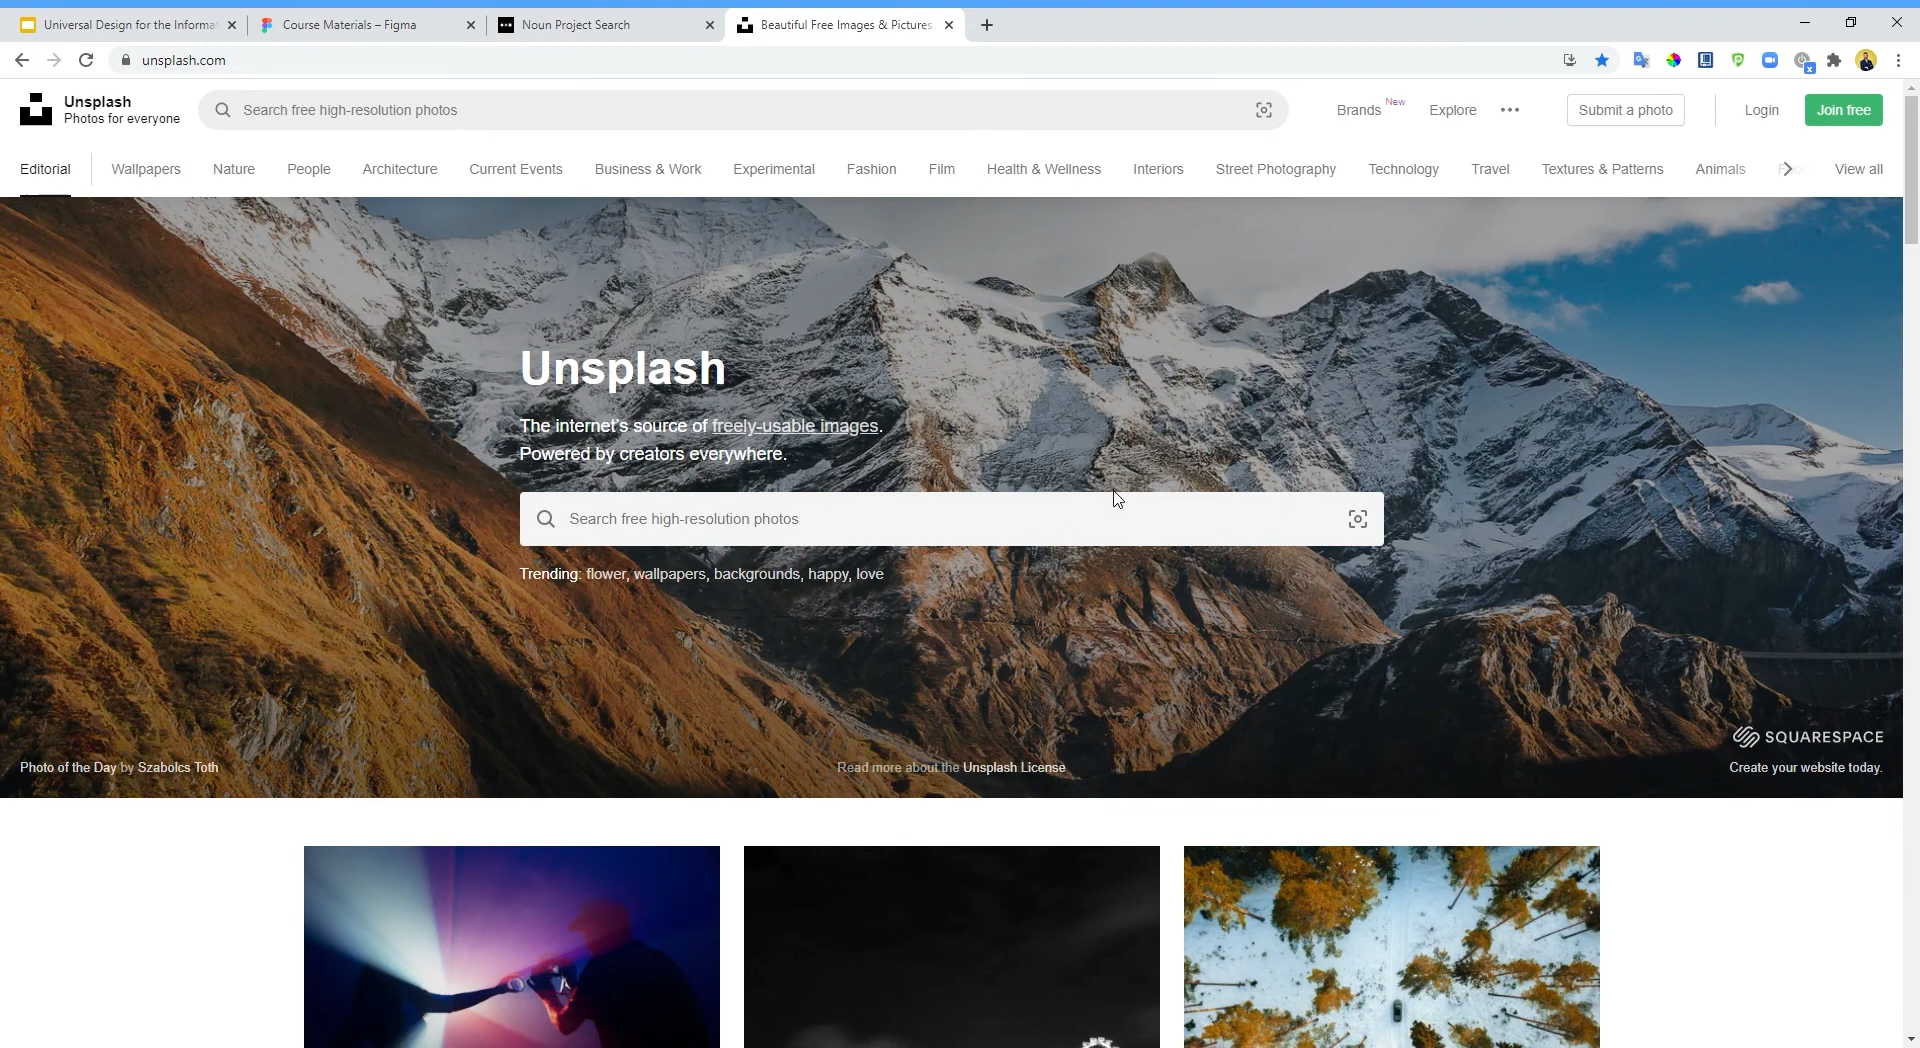 Universal Design for the Informat
Course Materials – Figma
Noun Project Search
Beautiful Free Images & Pictures
unsplash.com
Unsplash
Photos for everyone
Search free high-resolution photos
Brands New
Explore
Submit a photo
Login
Join free
Editorial
Wallpapers
Nature
People
Architecture
Current Events
Business & Work
Experimental
Fashion
Film
Health & Wellness
Interiors
Street Photography
Technology
Travel
Textures & Patterns
Animals
View all
Unsplash
The internet's source of freely-usable images.
Powered by creators everywhere.
Search free high-resolution photos
Trending: flower, wallpapers, backgrounds, happy, love
SQUARESPACE
Photo of the Day by Szabolcs Toth
Read more about the Unsplash License
Create your website today.